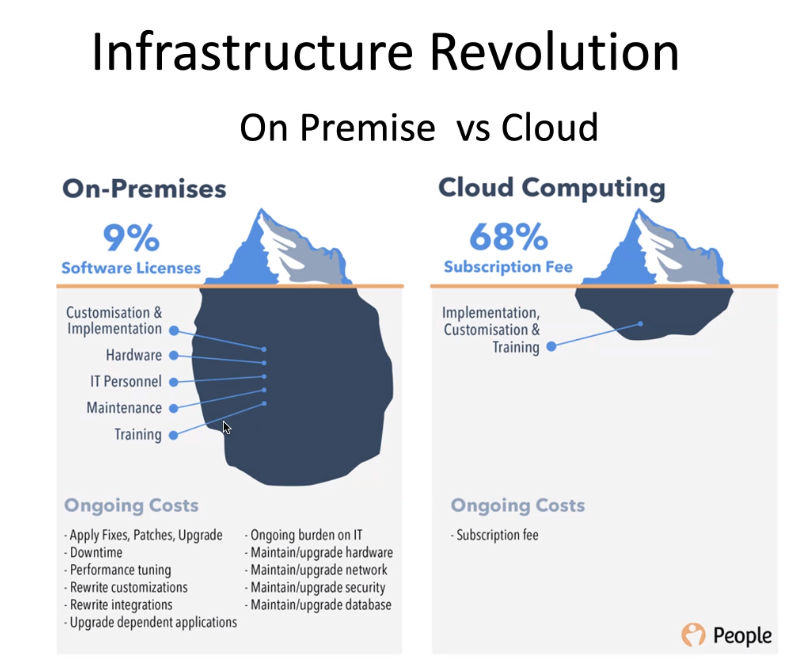 Infrastructure Revolution
On Premise vs Cloud
On-Premises
9%
Software Licenses
Customisation &
Implementation
Hardware
IT Personnel
Maintenance
Training
Ongoing Costs
- Apply Fixes, Patches, Upgrade
- Downtime
- Performance tuning
- Rewrite customizations
- Rewrite integrations
- Upgrade dependent applications
- Ongoing burden on IT
- Maintain/upgrade hardware
- Maintain/upgrade network
- Maintain/upgrade security
- Maintain/upgrade database
Cloud Computing
68%
Subscription Fee
Implementation,
Customisation &
Training
Ongoing Costs
- Subscription fee
People